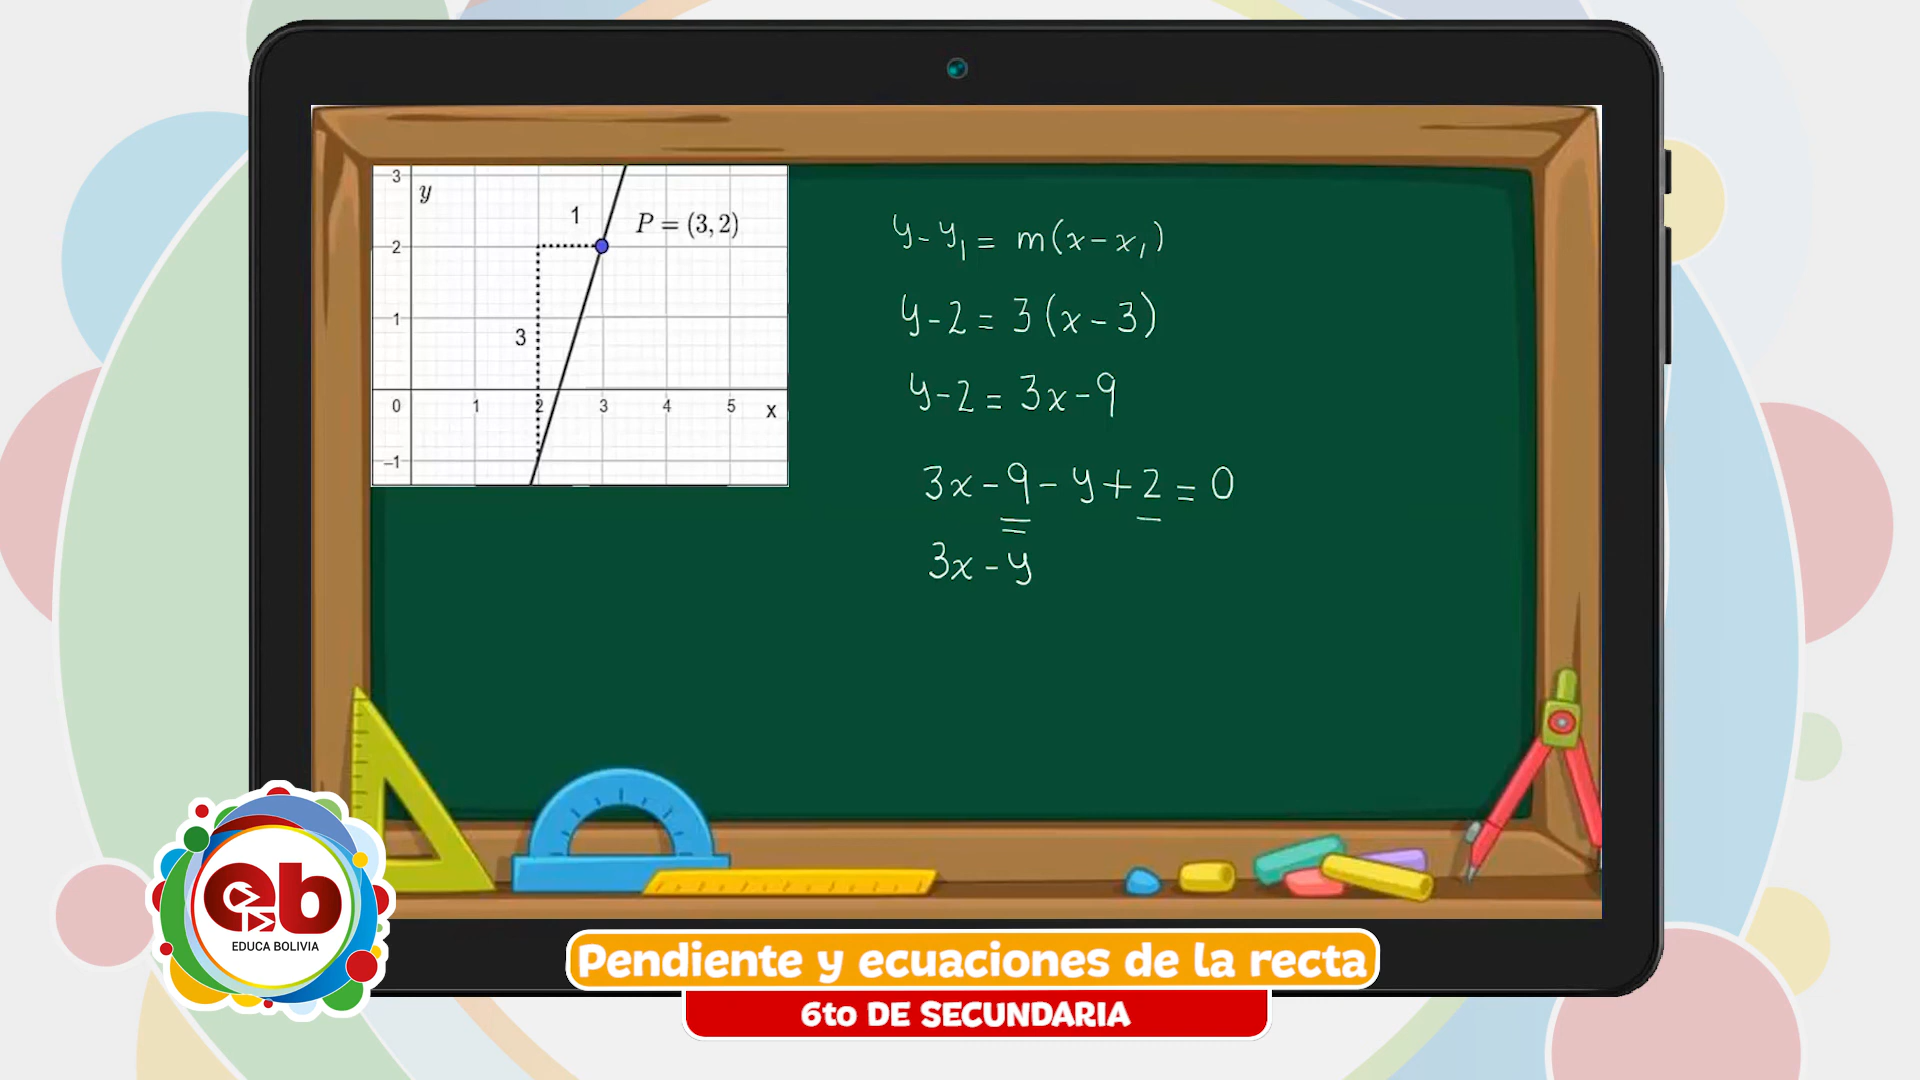 3
y
1
P = (3, 2)
2
1
3
0
1
2
3
4
5
x
–1
y - y₁ = m(x - x₁)
y - 2 = 3(x - 3)
y - 2 = 3x - 9
3x - 9 - y + 2 = 0
3x - y
eb
EDUCA BOLIVIA
Pendiente y ecuaciones de la recta
6to DE SECUNDARIA